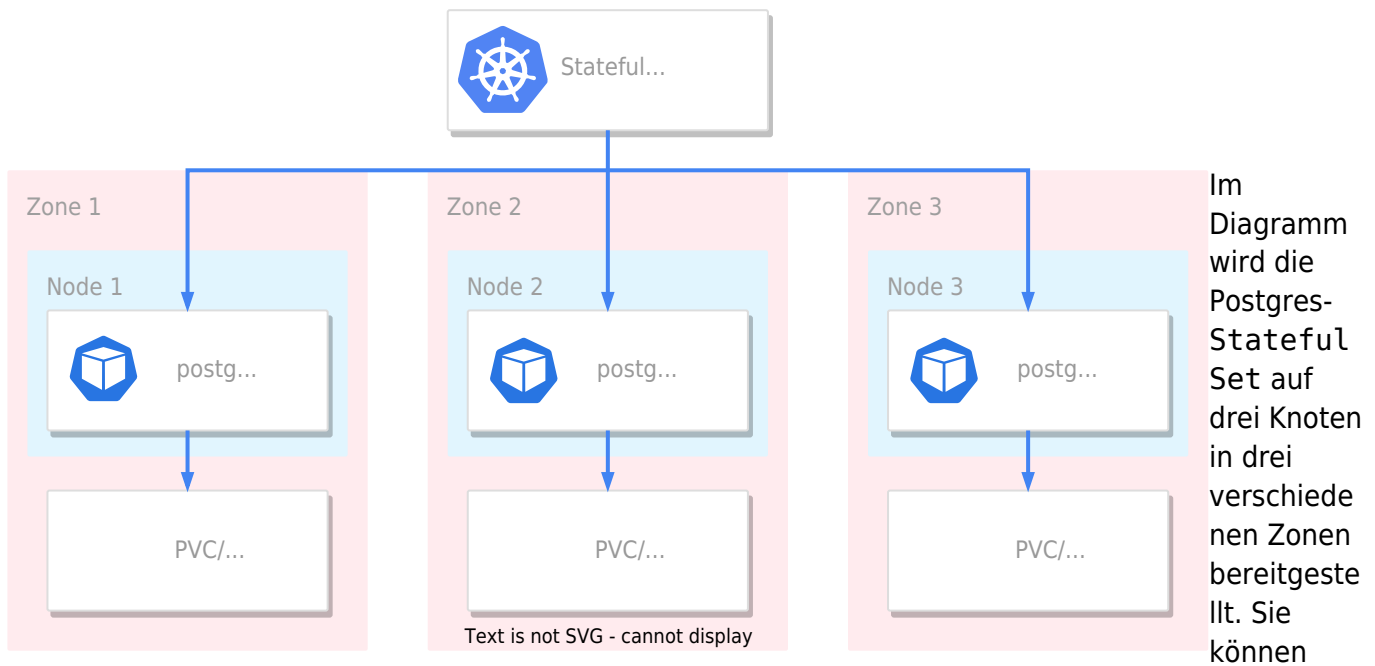 Stateful...
Zone 1
Zone 2
Zone 3
Node 1
Node 2
Node 3
postg...
postg...
postg...
PVC/...
PVC/...
PVC/...
Text is not SVG - cannot display
Im
Diagramm
wird die
Postgres-
Stateful
Set auf
drei Knoten
in drei
verschiede
nen Zonen
bereitgeste
llt. Sie
können